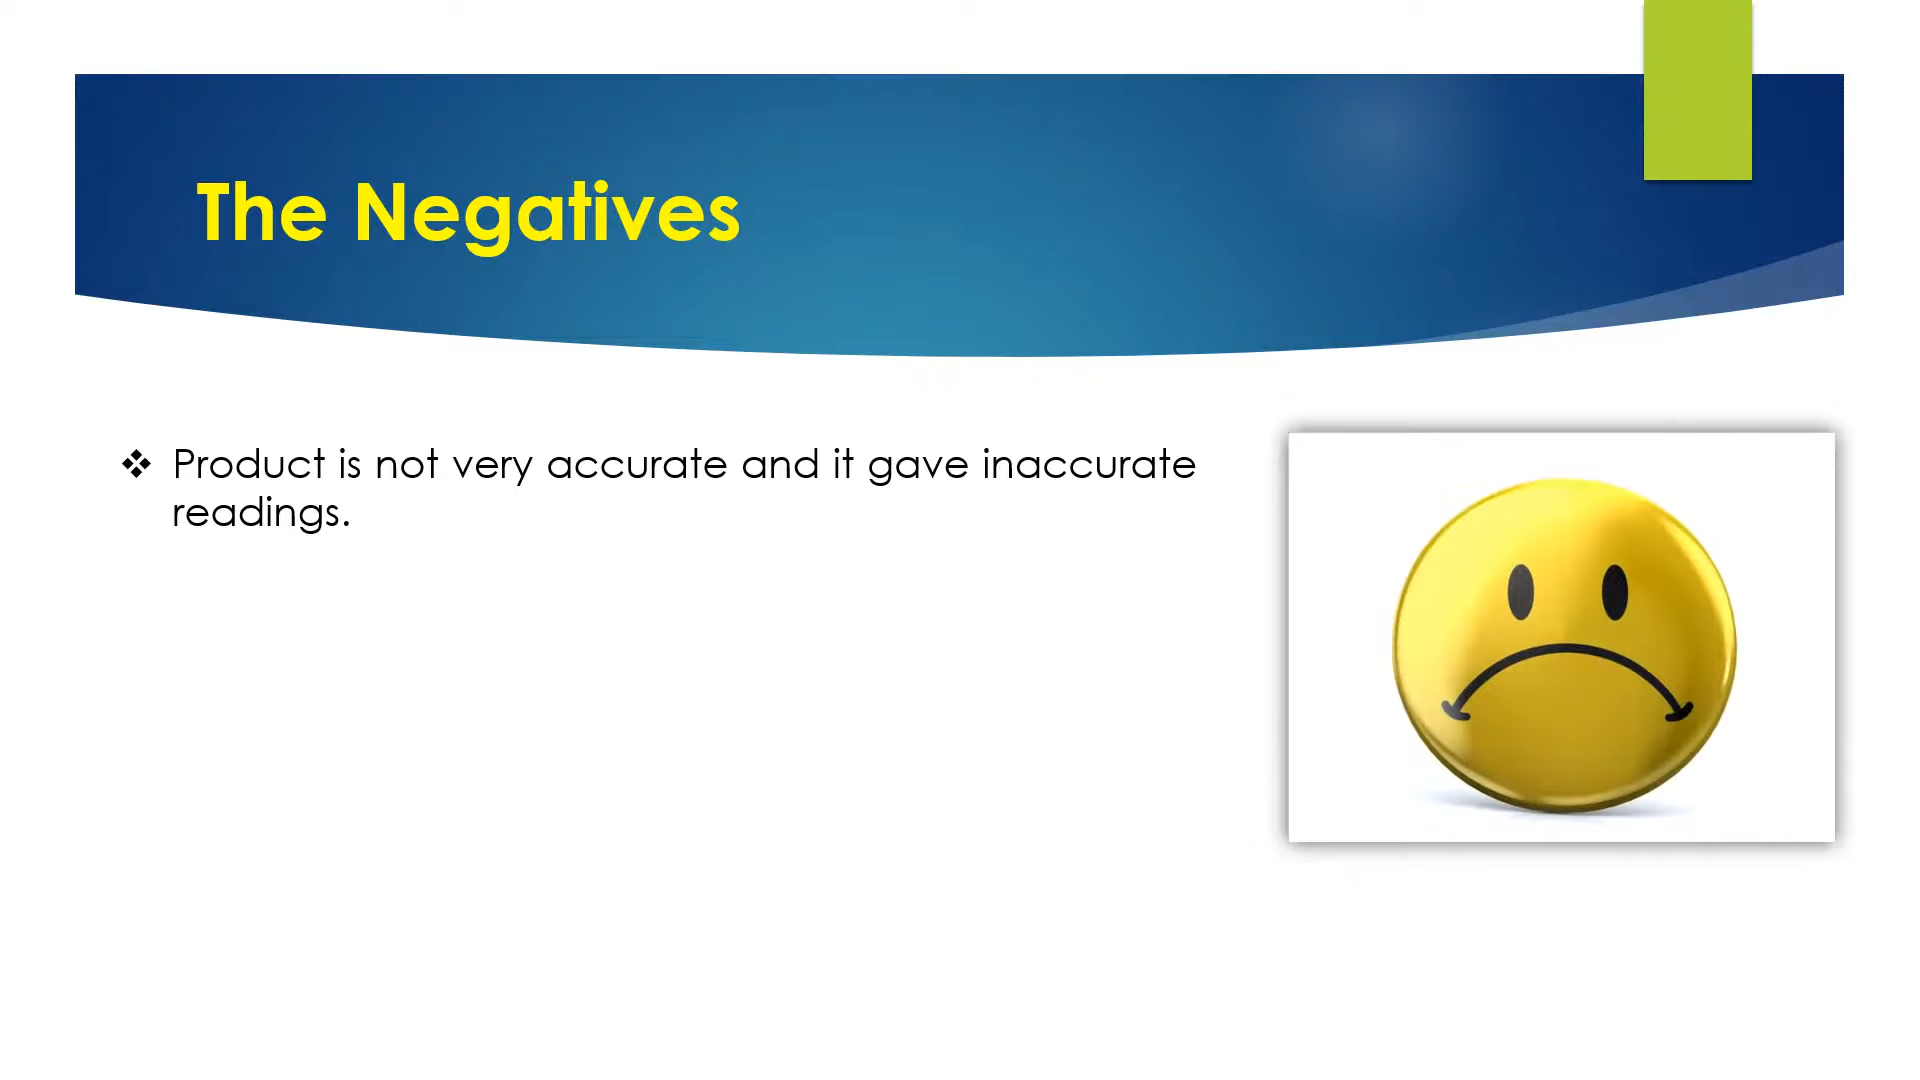 The Negatives
❖ Product is not very accurate and it gave inaccurate
readings.